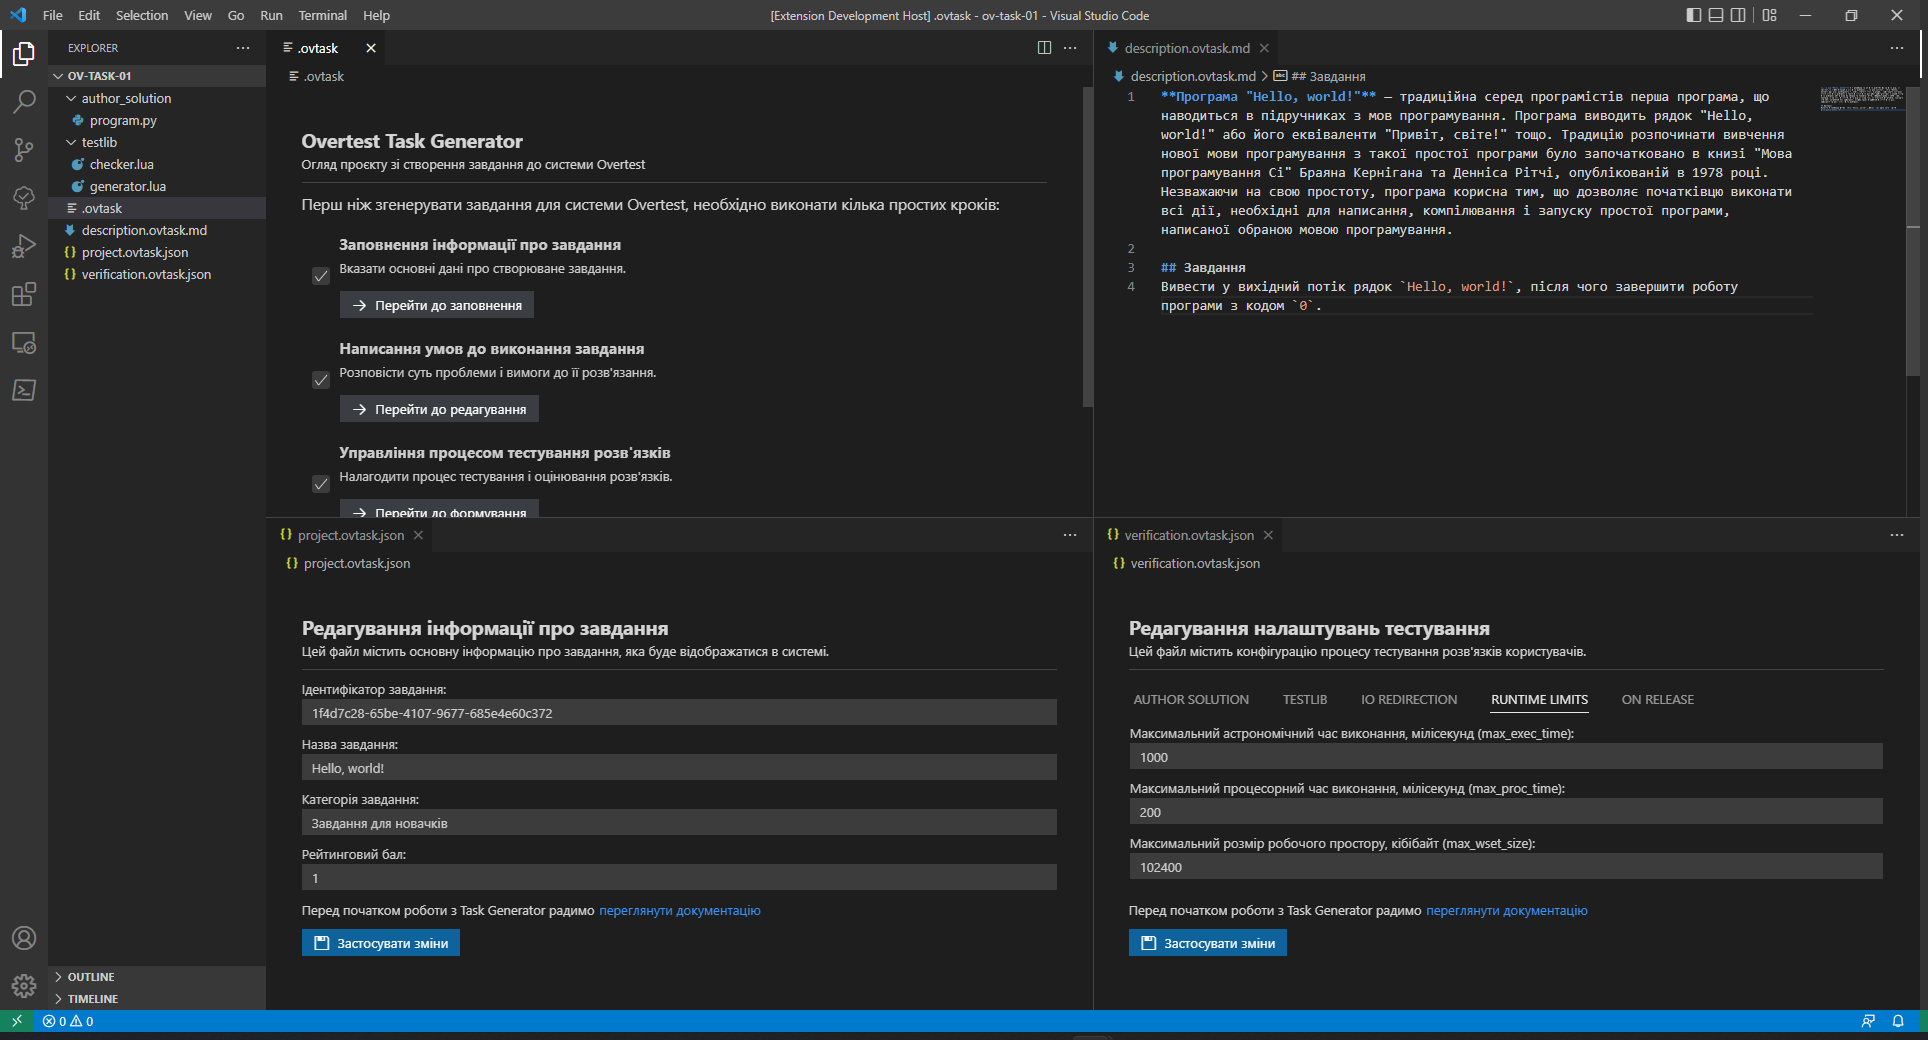 File Edit Selection View Go Run Terminal Help
[Extension Development Host] .ovtask - ov-task-01 - Visual Studio Code
EXPLORER
OV-TASK-01
author_solution
program.py
testlib
checker.lua
generator.lua
.ovtask
description.ovtask.md
project.ovtask.json
verification.ovtask.json
OUTLINE
TIMELINE
.ovtask
.ovtask
Overtest Task Generator
Огляд проєкту зі створення завдання до системи Overtest
Перш ніж згенерувати завдання для системи Overtest, необхідно виконати кілька простих кроків:
Заповнення інформації про завдання
Вказати основні дані про створюване завдання.
Перейти до заповнення
Написання умов до виконання завдання
Розповісти суть проблеми і вимоги до її розв'язання.
Перейти до редагування
Управління процесом тестування розв'язків
Налагодити процес тестування і оцінювання розв'язків.
Перейти до формування
description.ovtask.md
description.ovtask.md > ## Завдання
1 **Програма "Hello, world!"** — традиційна серед програмістів перша програма, що
наводиться в підручниках з мов програмування. Програма виводить рядок "Hello,
world!" або його еквіваленти "Привіт, світе!" тощо. Традицію розпочинати вивчення
нової мови програмування з такої простої програми було започатковано в книзі "Мова
програмування Сі" Браяна Кернігана та Денніса Рітчі, опублікованій в 1978 році.
Незважаючи на свою простоту, програма корисна тим, що дозволяє початківцю виконати
всі дії, необхідні для написання, компілювання і запуску простої програми,
написаної обраною мовою програмування.
2
3 ## Завдання
4 Вивести у вихідний потік рядок `Hello, world!`, після чого завершити роботу
програми з кодом `0`.
project.ovtask.json
project.ovtask.json
Редагування інформації про завдання
Цей файл містить основну інформацію про завдання, яка буде відображатися в системі.
Ідентифікатор завдання:
1f4d7c28-65be-4107-9677-685e4e60c372
Назва завдання:
Hello, world!
Категорія завдання:
Завдання для новачків
Рейтинговий бал:
1
Перед початком роботи з Task Generator радимо переглянути документацію
Застосувати зміни
verification.ovtask.json
verification.ovtask.json
Редагування налаштувань тестування
Цей файл містить конфігурацію процесу тестування розв'язків користувачів.
AUTHOR SOLUTION TESTLIB IO REDIRECTION RUNTIME LIMITS ON RELEASE
Максимальний астрономічний час виконання, мілісекунд (max_exec_time):
1000
Максимальний процесорний час виконання, мілісекунд (max_proc_time):
200
Максимальний розмір робочого простору, кібібайт (max_wset_size):
102400
Перед початком роботи з Task Generator радимо переглянути документацію
Застосувати зміни
0 0